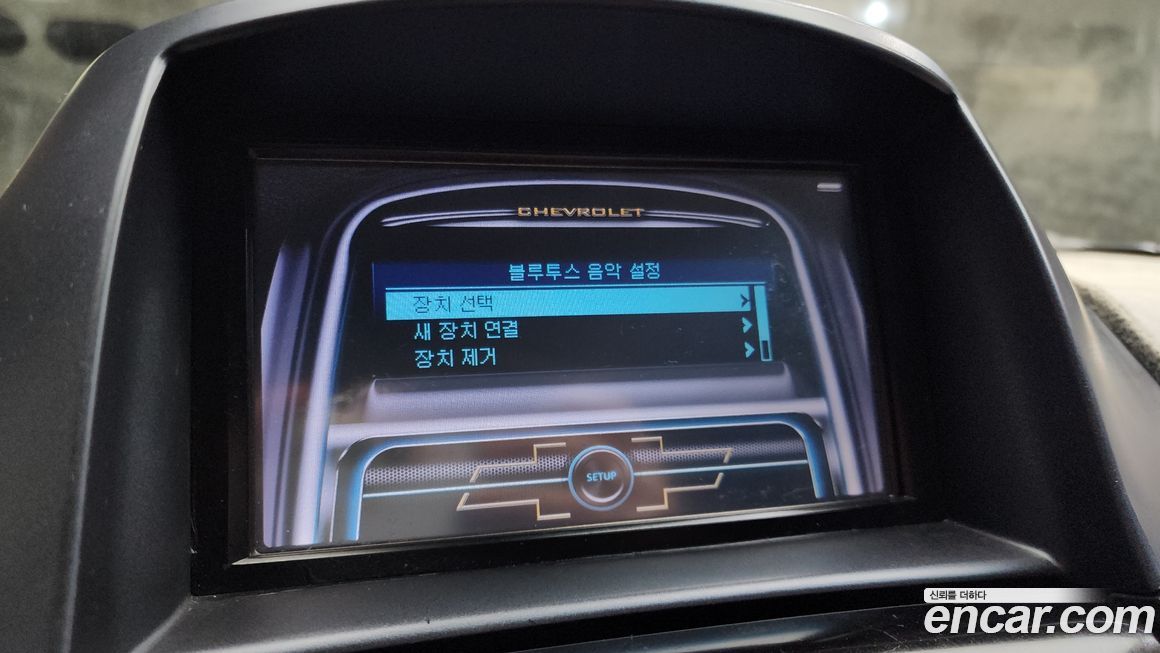 CHEVROLET
블루투스 음악 설정
장치 선택
새 장치 연결
장치 제거
SETUP
신뢰를 더하다
encar.com